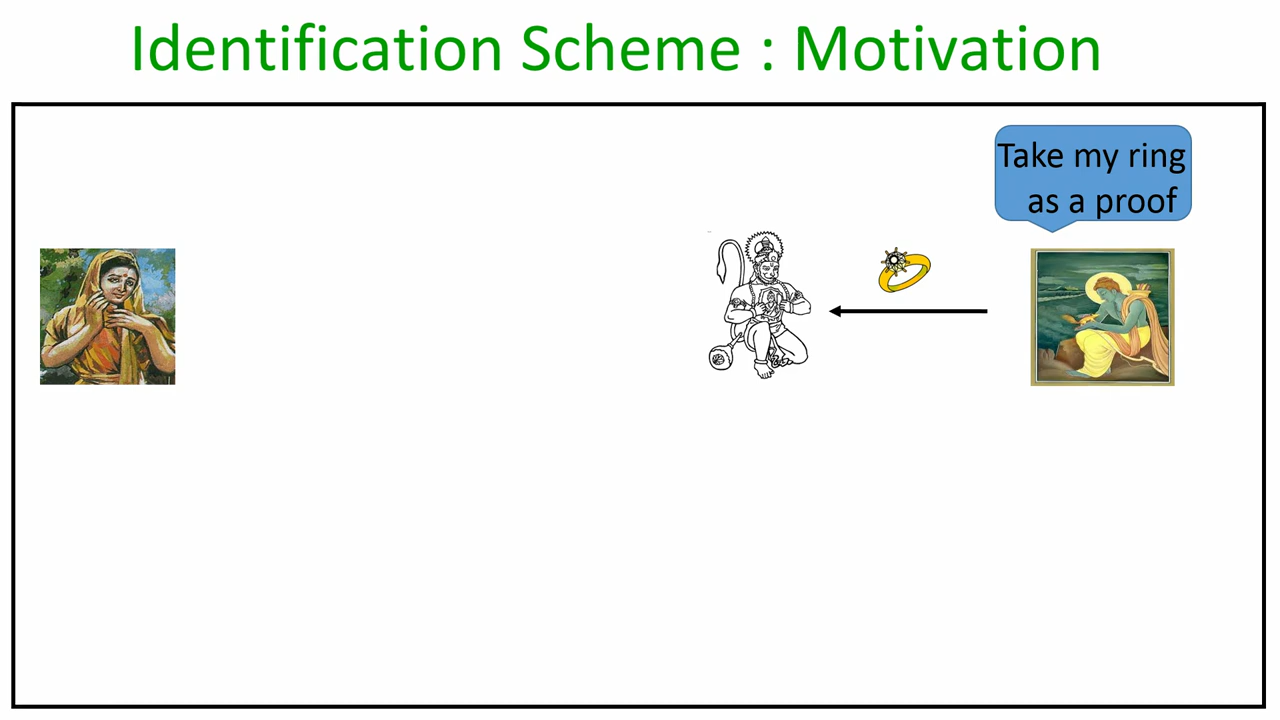 Identification Scheme : Motivation
Take my ring
as a proof